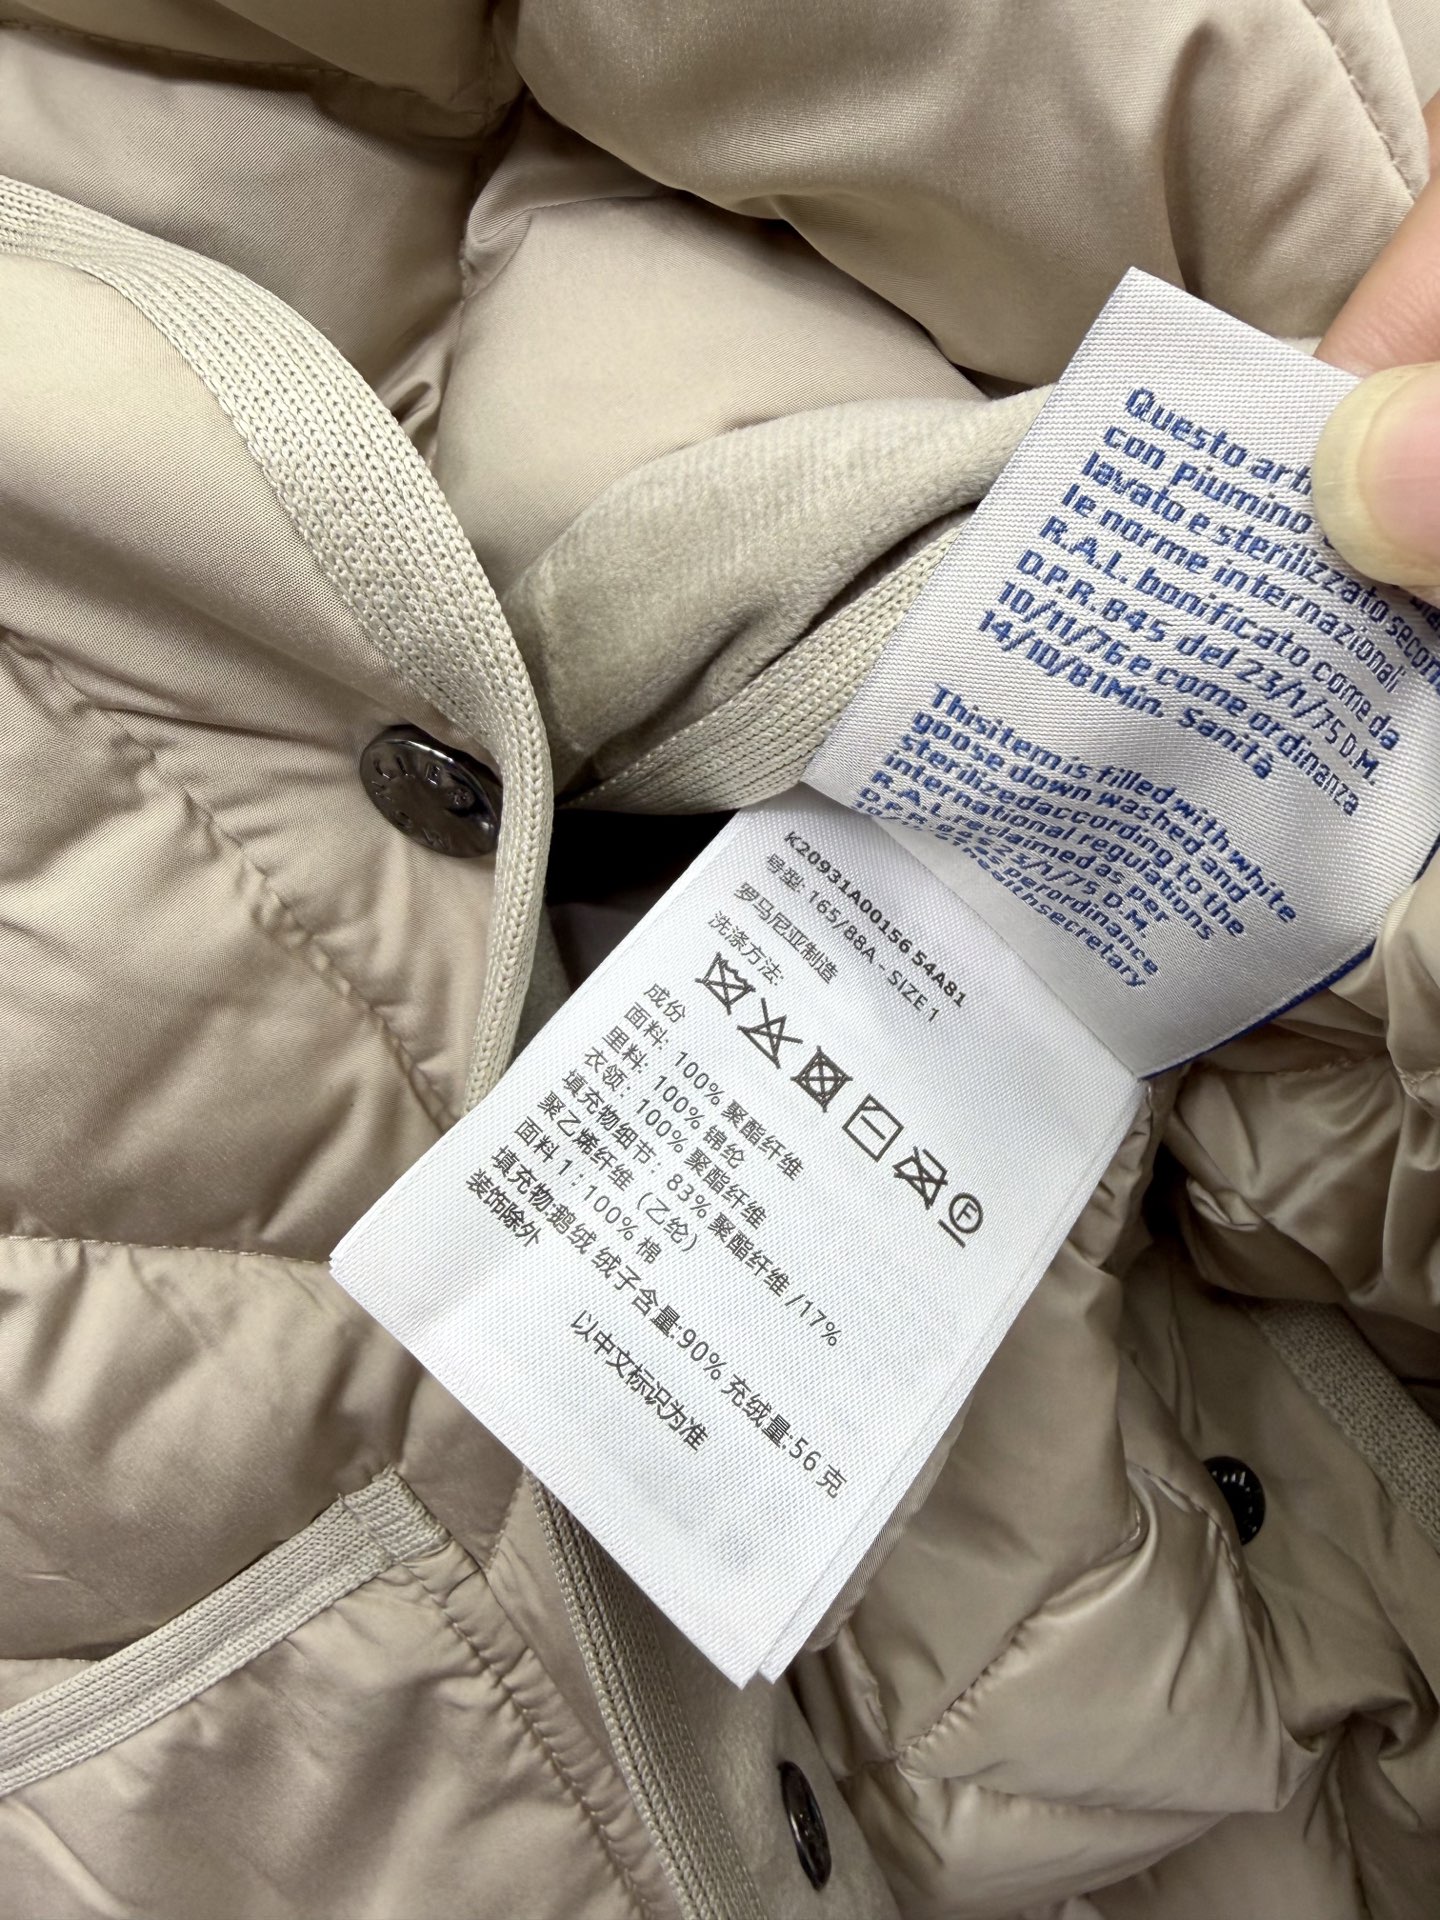 Questo
con piumino
lavato e sterilizzato
le norme internazionali
R.A.L. bonificato come da
D.P.R. 845 del 23/1/75 D.M.
10/11/76 e come ordinanza
14/10/81 Min. Sanità
This item is filled with white
goose down washed and
sterilized according to the
international regulations
R.A.L. reclaimed as per
23/1/75 D.M.
K20931A00156 54A81
号型: 165/88A - SIZE 1
罗马尼亚制造
洗涤方法:
F
成份
面料: 100% 聚酯纤维
里料: 100% 锦纶
衣领: 100% 聚酯纤维
填充物细节: 83% 聚酯纤维 /17%
聚乙烯纤维 (乙纶)
面料 1: 100% 棉
填充物:鹅绒 绒子含量:90% 充绒量:56 克
装饰除外
以中文标识为准